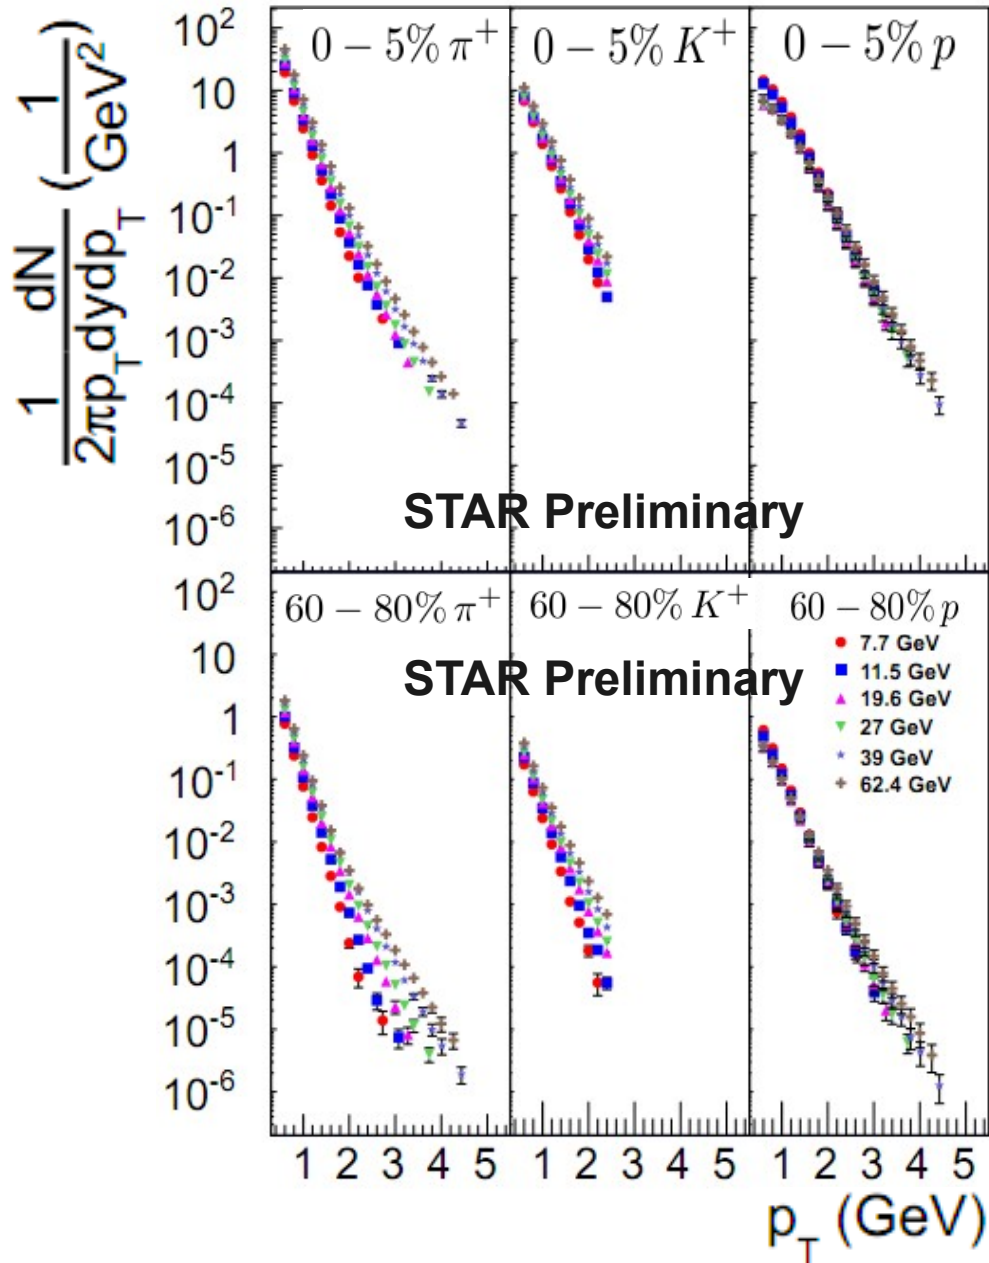 1 dN / 2πp_T dydp_T (1 / GeV²)
10² 10 1 10⁻¹ 10⁻² 10⁻³ 10⁻⁴ 10⁻⁵ 10⁻⁶
0 – 5% π⁺
0 – 5% K⁺
0 – 5% p
STAR Preliminary
10² 10 1 10⁻¹ 10⁻² 10⁻³ 10⁻⁴ 10⁻⁵ 10⁻⁶
60 – 80% π⁺
60 – 80% K⁺
60 – 80% p
STAR Preliminary
7.7 GeV
11.5 GeV
19.6 GeV
27 GeV
39 GeV
62.4 GeV
1 2 3 4 5 1 2 3 4 5 1 2 3 4 5
p_T (GeV)